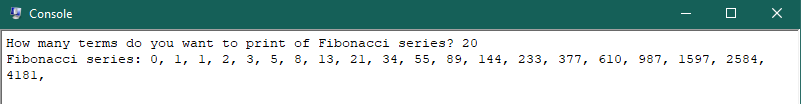 Console
How many terms do you want to print of Fibonacci series? 20
Fibonacci series: 0, 1, 1, 2, 3, 5, 8, 13, 21, 34, 55, 89, 144, 233, 377, 610, 987, 1597, 2584,
4181,